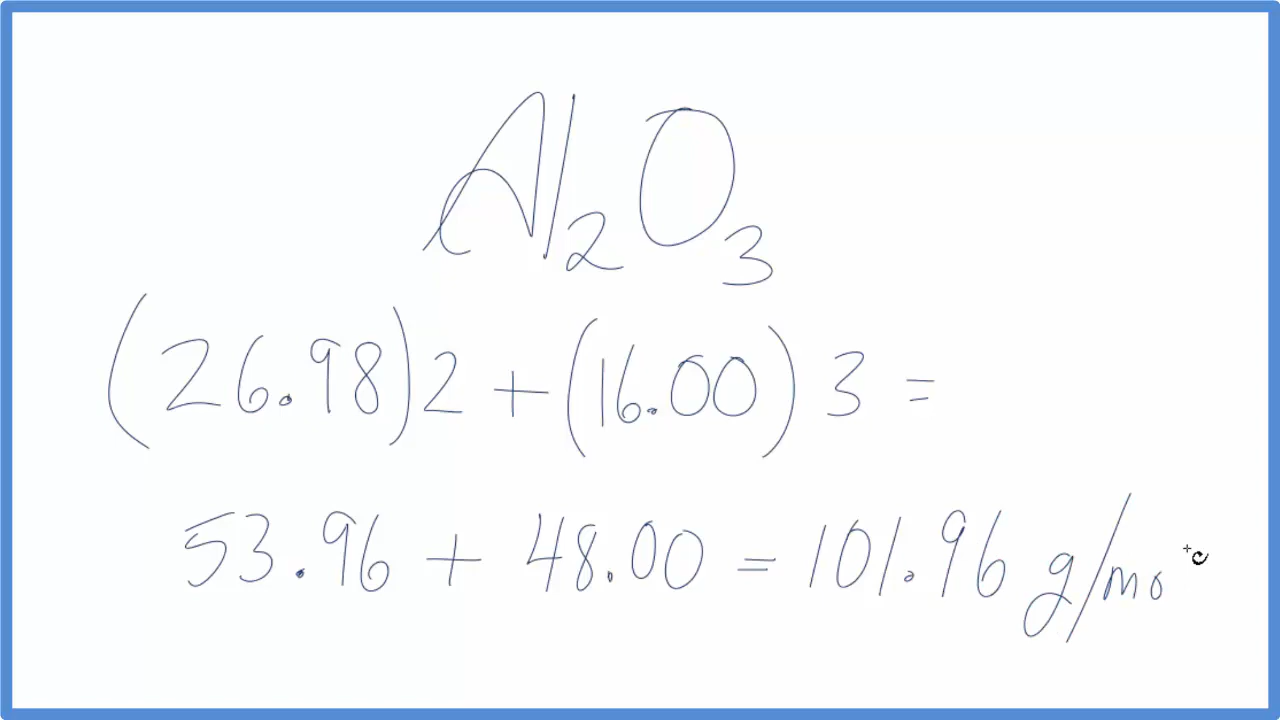 Al₂O₃
(26.98)2 + (16.00)3 =
53.96 + 48.00 = 101.96 g/mo